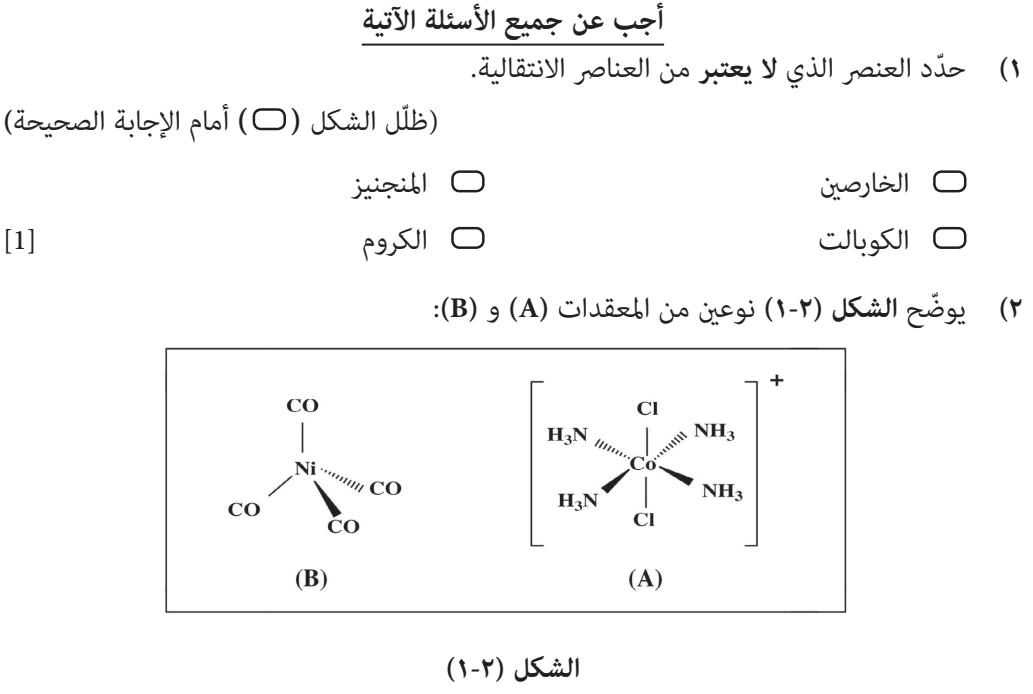 أجب عن جميع الأسئلة الآتية
١) حدّد العنصر الذي لا يعتبر من العناصر الانتقالية.
(ظلّل الشكل ( ) أمام الإجابة الصحيحة)
الخارصين المنجنيز
الكوبالت الكروم [1]
٢) يوضّح الشكل (٢-١) نوعين من المعقدات (A) و (B):
CO Ni CO CO CO
(B)
[ Cl H₃N NH₃ Co H₃N NH₃ Cl ]+
(A)
الشكل (٢-١)